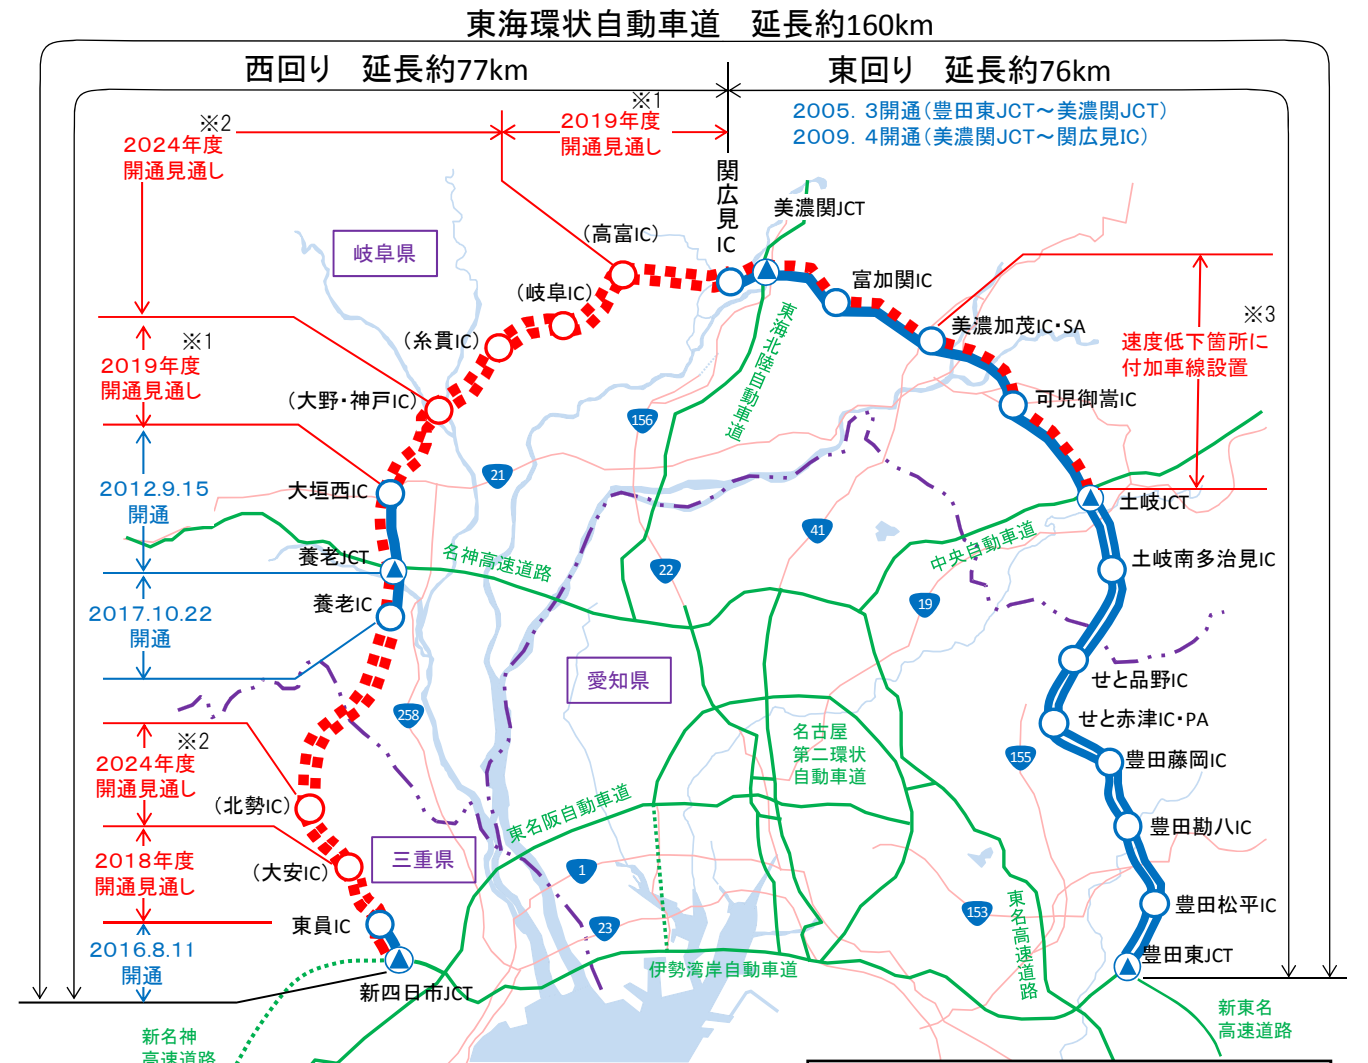 東海環状自動車道　延長約160km
西回り　延長約77km
東回り　延長約76km
※2
2024年度
開通見通し
※1
2019年度
開通見通し
2005. 3開通(豊田東JCT～美濃関JCT)
2009. 4開通(美濃関JCT～関広見IC)
関広見IC
美濃関JCT
(高富IC)
岐阜県
(岐阜IC)
(糸貫IC)
富加関IC
美濃加茂IC・SA
※3
速度低下箇所に
付加車線設置
※1
2019年度
開通見通し
(大野・神戸IC)
東海北陸自動車道
可児御嵩IC
156
21
2012.9.15
開通
大垣西IC
土岐JCT
41
養老JCT
名神高速道路
22
中央自動車道
土岐南多治見IC
2017.10.22
開通
養老IC
19
愛知県
せと品野IC
258
せと赤津IC・PA
※2
2024年度
開通見通し
名古屋
第二環状
自動車道
155
豊田藤岡IC
(北勢IC)
東名阪自動車道
豊田勘八IC
2018年度
開通見通し
(大安IC)
三重県
1
東員IC
23
153
東名高速道路
豊田松平IC
2016.8.11
開通
伊勢湾岸自動車道
豊田東JCT
新四日市JCT
新名神
高速道路
新東名
高速道路